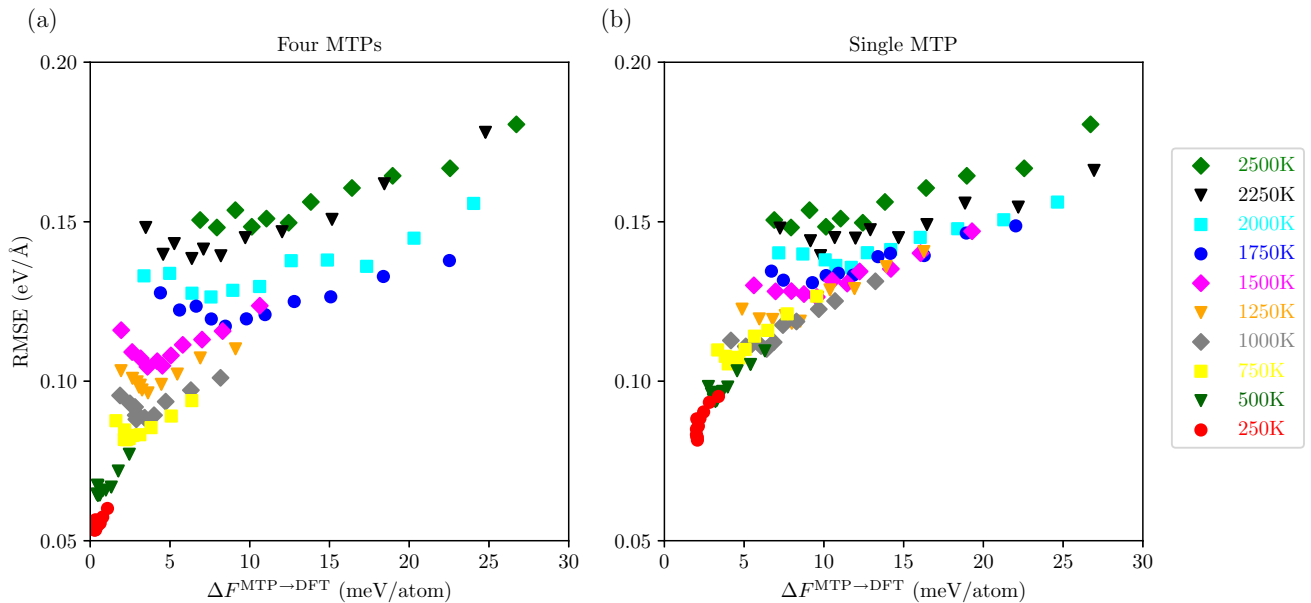 (a)
Four MTPs
RMSE (eV/Å)
0.20
0.15
0.10
0.05
0 5 10 15 20 25 30
ΔF^MTP→DFT (meV/atom)
(b)
Single MTP
0.20
0.15
0.10
0.05
0 5 10 15 20 25 30
ΔF^MTP→DFT (meV/atom)
2500K
2250K
2000K
1750K
1500K
1250K
1000K
750K
500K
250K